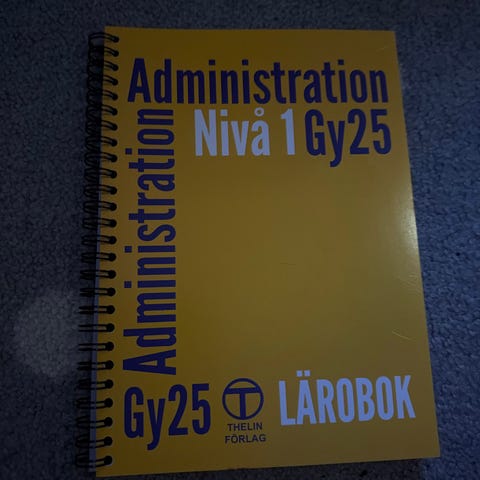 Administration
Nivå 1 Gy25
Administration
Gy25
THELIN
FÖRLAG
LÄROBOK